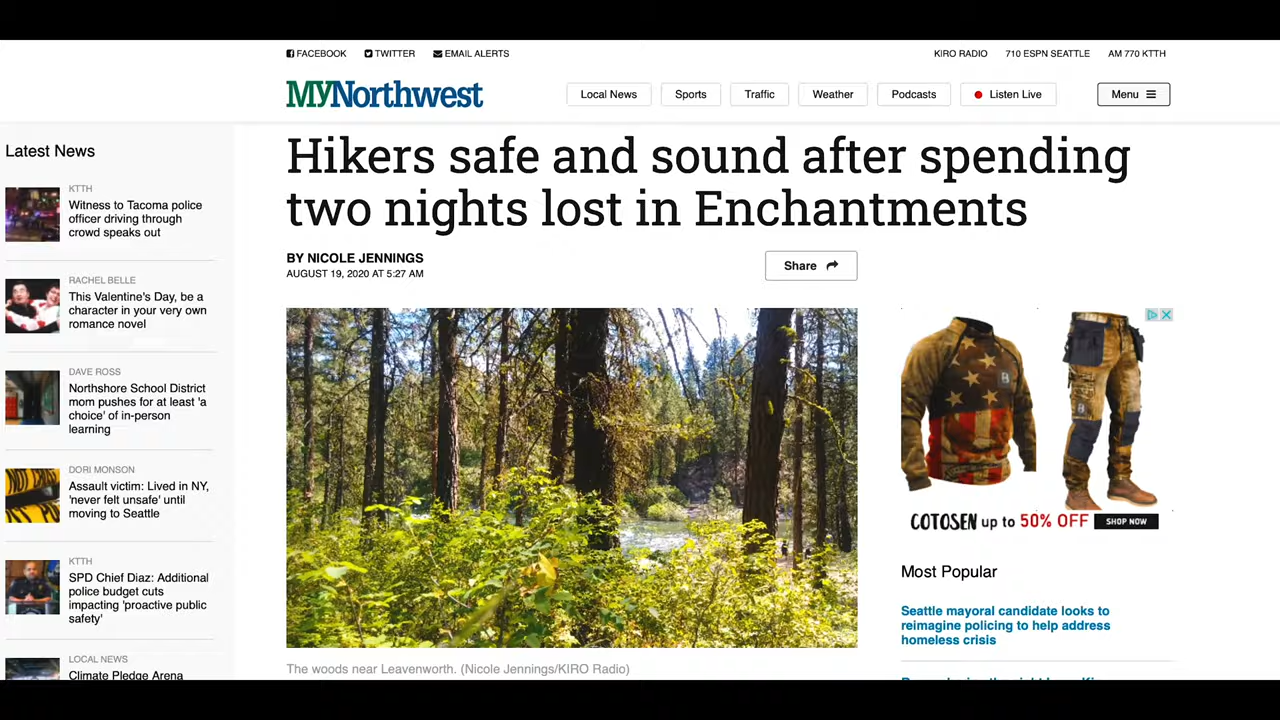 FACEBOOK
TWITTER
EMAIL ALERTS
KIRO RADIO
710 ESPN SEATTLE
AM 770 KTTH
MYNorthwest
Local News
Sports
Traffic
Weather
Podcasts
Listen Live
Menu
Latest News
KTTH
Witness to Tacoma police
officer driving through
crowd speaks out
RACHEL BELLE
This Valentine's Day, be a
character in your very own
romance novel
DAVE ROSS
Northshore School District
mom pushes for at least 'a
choice' of in-person
learning
DORI MONSON
Assault victim: Lived in NY,
'never felt unsafe' until
moving to Seattle
KTTH
SPD Chief Diaz: Additional
police budget cuts
impacting 'proactive public
safety'
LOCAL NEWS
Climate Pledge Arena
Hikers safe and sound after spending
two nights lost in Enchantments
BY NICOLE JENNINGS
AUGUST 19, 2020 AT 5:27 AM
Share
The woods near Leavenworth. (Nicole Jennings/KIRO Radio)
COTOSEN up to 50% OFF SHOP NOW
Most Popular
Seattle mayoral candidate looks to
reimagine policing to help address
homeless crisis